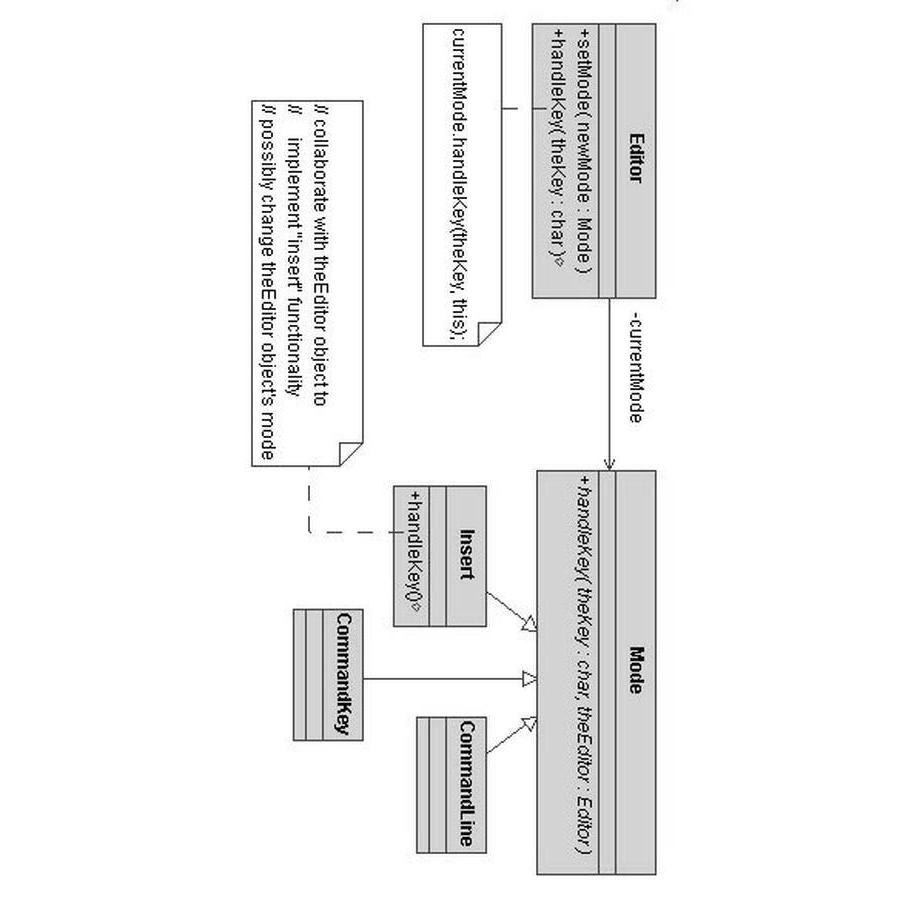 Editor
+setMode( newMode : Mode )
+handleKey( theKey : char )
-currentMode
Mode
+handleKey( theKey : char, theEditor : Editor )
currentMode.handleKey(theKey, this);
Insert
+handleKey()
CommandLine
CommandKey
// collaborate with theEditor object to
// implement "insert" functionality
// possibly change theEditor object's mode